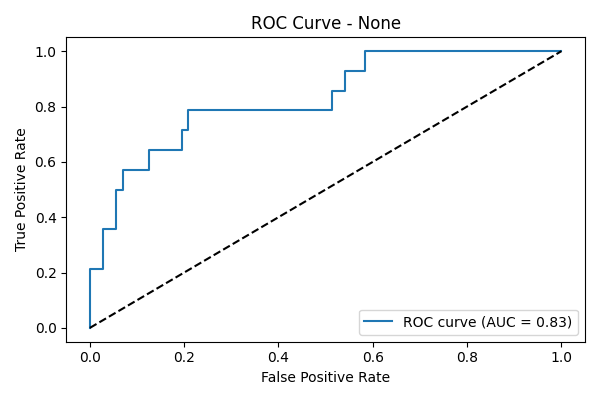 ROC Curve - None
True Positive Rate
1.0
0.8
0.6
0.4
0.2
0.0
ROC curve (AUC = 0.83)
0.0 0.2 0.4 0.6 0.8 1.0
False Positive Rate